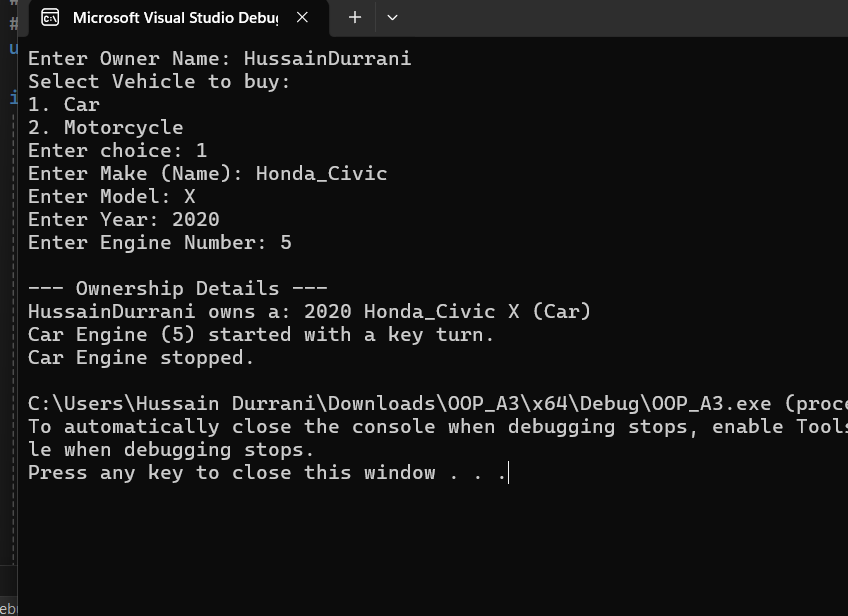 Microsoft Visual Studio Debu
Enter Owner Name: HussainDurrani
Select Vehicle to buy:
1. Car
2. Motorcycle
Enter choice: 1
Enter Make (Name): Honda_Civic
Enter Model: X
Enter Year: 2020
Enter Engine Number: 5
--- Ownership Details ---
HussainDurrani owns a: 2020 Honda_Civic X (Car)
Car Engine (5) started with a key turn.
Car Engine stopped.
C:\Users\Hussain Durrani\Downloads\OOP_A3\x64\Debug\OOP_A3.exe (proce
To automatically close the console when debugging stops, enable Tools
le when debugging stops.
Press any key to close this window . . .